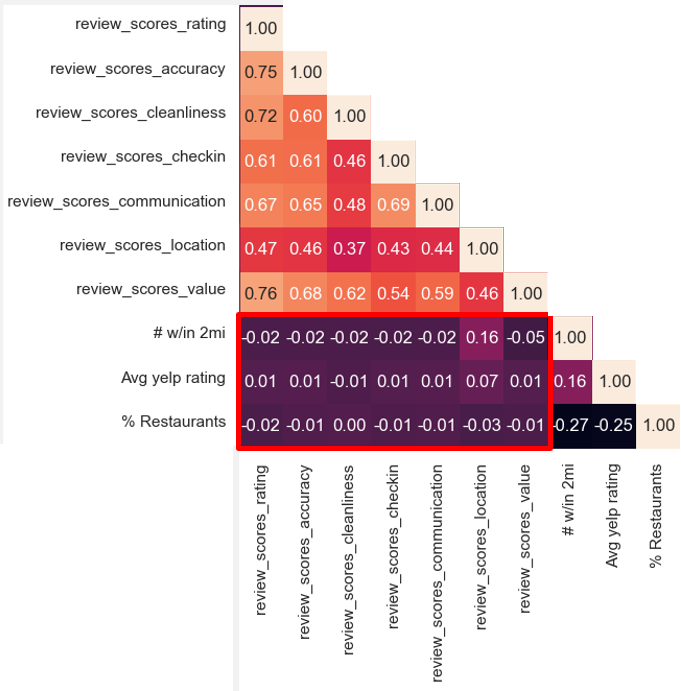 review_scores_rating 1.00
review_scores_accuracy 0.75 1.00
review_scores_cleanliness 0.72 0.60 1.00
review_scores_checkin 0.61 0.61 0.46 1.00
review_scores_communication 0.67 0.65 0.48 0.69 1.00
review_scores_location 0.47 0.46 0.37 0.43 0.44 1.00
review_scores_value 0.76 0.68 0.62 0.54 0.59 0.46 1.00
# w/in 2mi -0.02 -0.02 -0.02 -0.02 -0.02 0.16 -0.05 1.00
Avg yelp rating 0.01 0.01 -0.01 0.01 0.01 0.07 0.01 0.16 1.00
% Restaurants -0.02 -0.01 0.00 -0.01 -0.01 -0.03 -0.01 -0.27 -0.25 1.00
review_scores_rating
review_scores_accuracy
review_scores_cleanliness
review_scores_checkin
review_scores_communication
review_scores_location
review_scores_value
# w/in 2mi
Avg yelp rating
% Restaurants